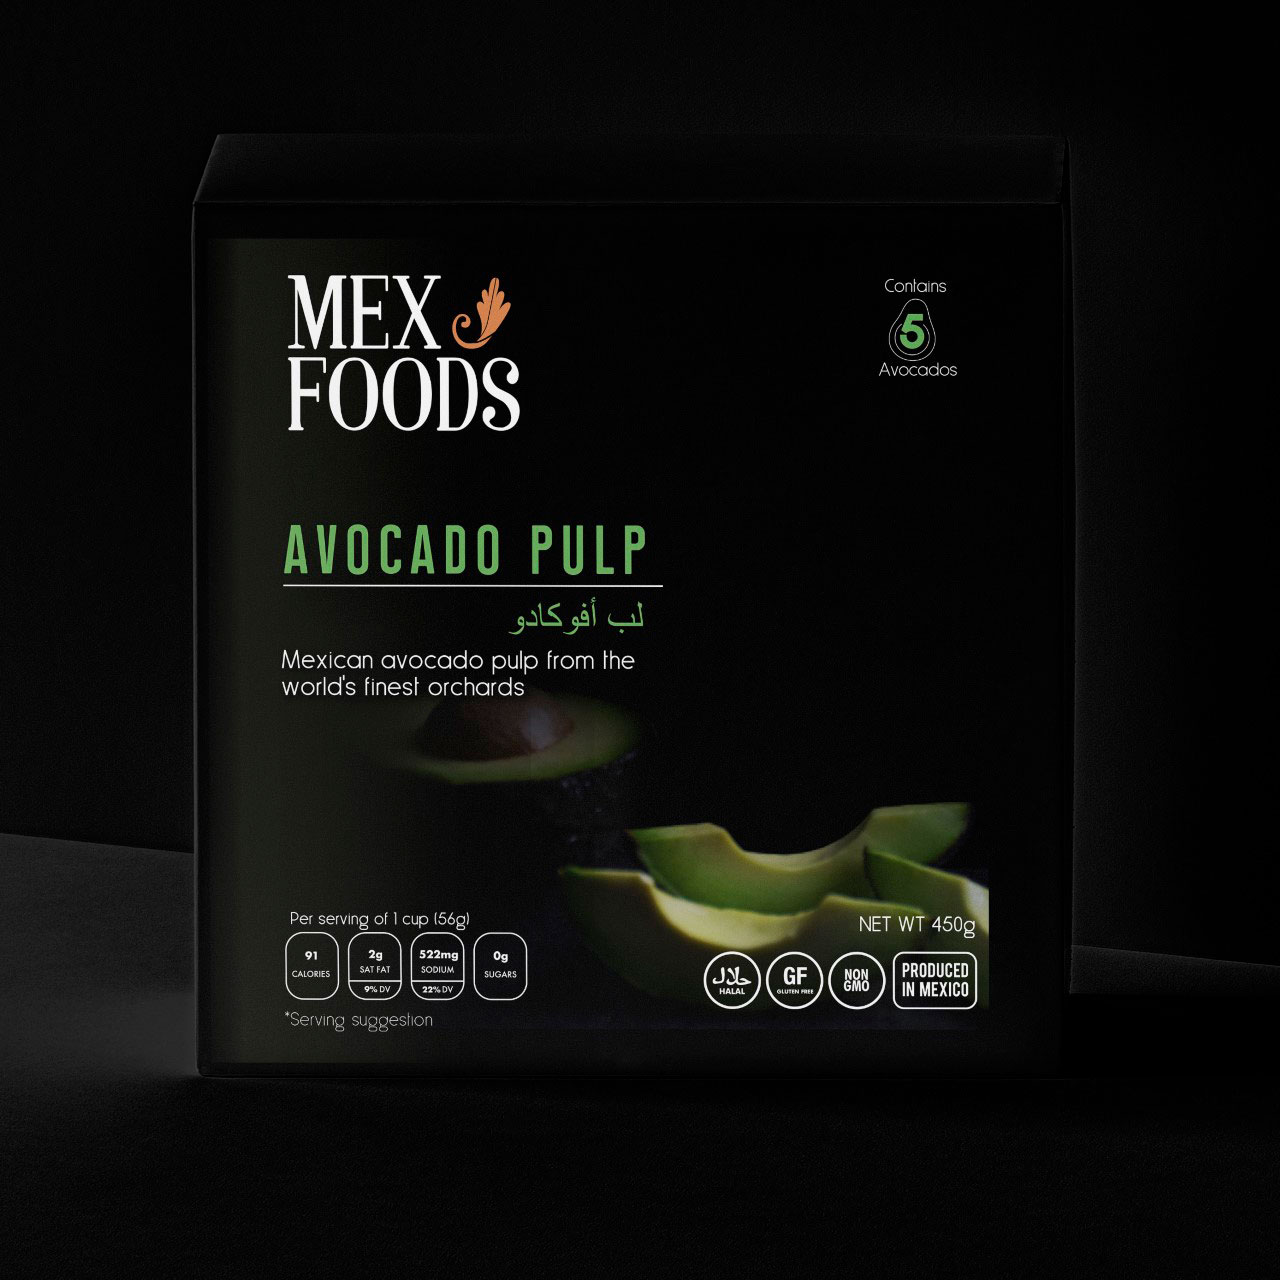 MEX
FOODS
Contains
5
Avocados
AVOCADO PULP
لب أفوكادو
Mexican avocado pulp from the
world's finest orchards
Per serving of 1 cup (56g)
91
CALORIES
2g
SAT FAT
9% DV
522mg
SODIUM
22% DV
0g
SUGARS
*Serving suggestion
NET WT 450g
حلال
HALAL
GF
GLUTEN FREE
NON
GMO
PRODUCED
IN MEXICO